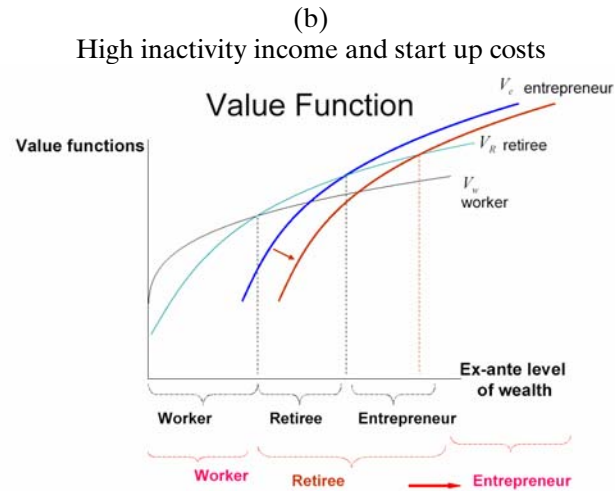 (b)
High inactivity income and start up costs
Value Function
V_e entrepreneur
Value functions
V_R retiree
V_w
worker
Ex-ante level
of wealth
Worker Retiree Entrepreneur
Worker Retiree Entrepreneur